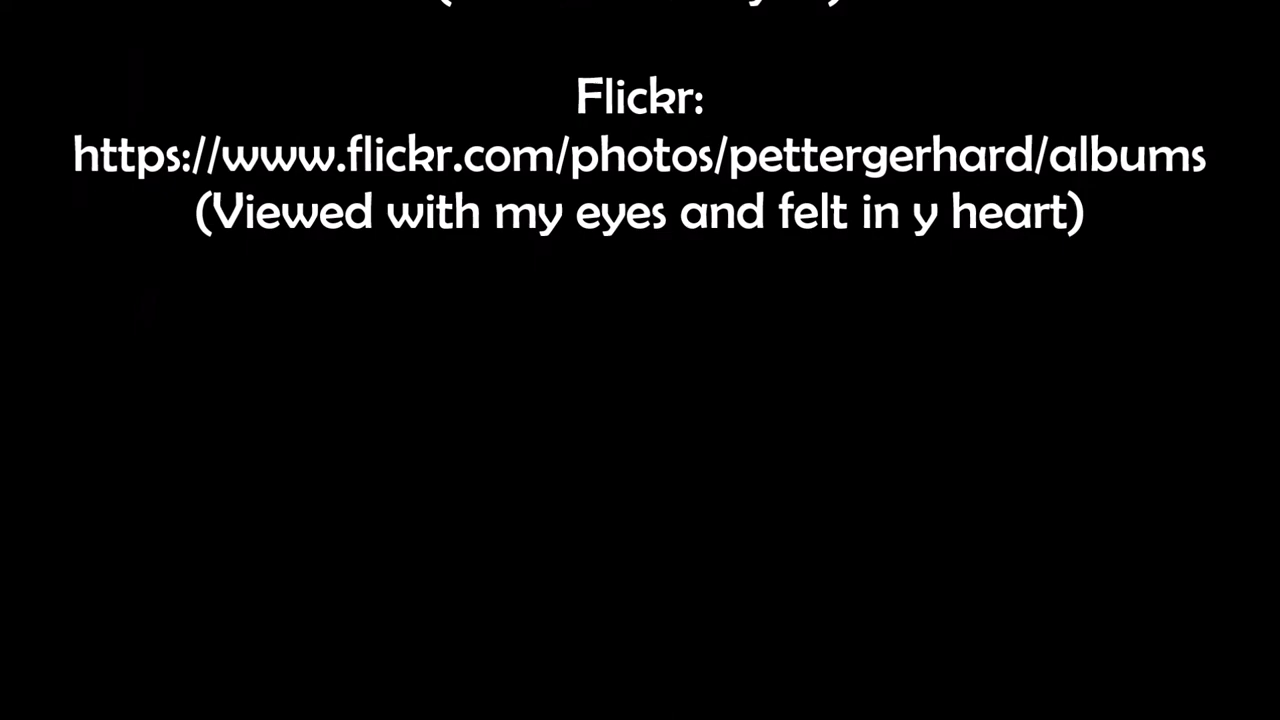 Flickr:
https://www.flickr.com/photos/pettergerhard/albums
(Viewed with my eyes and felt in y heart)